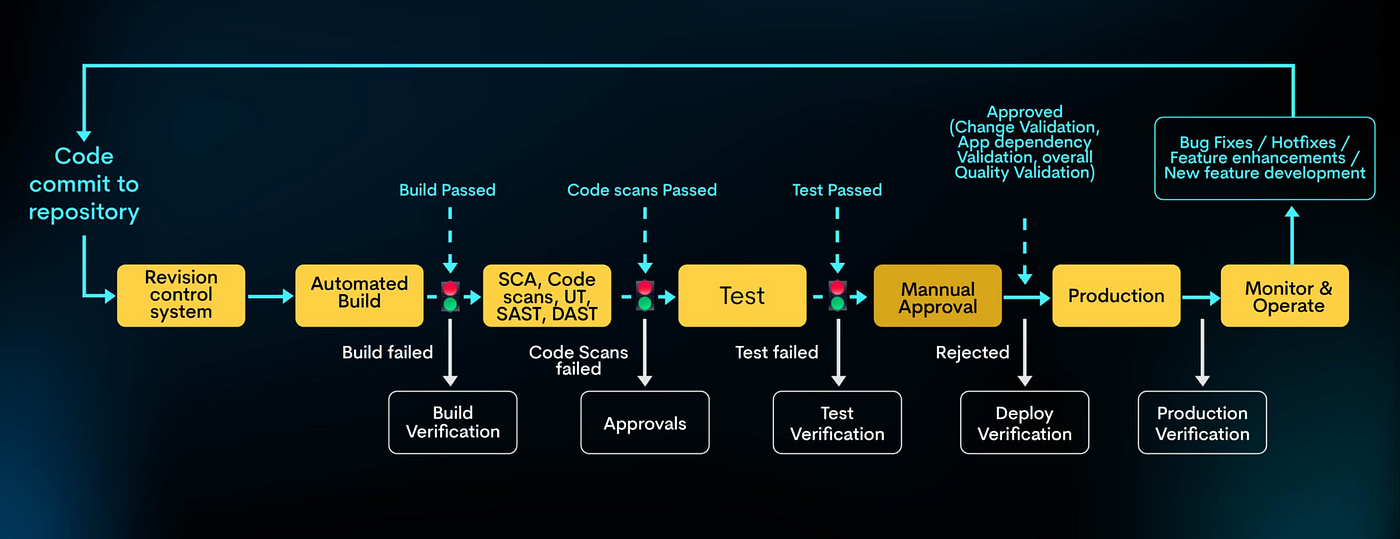 Code
commit to
repository
Build Passed
Code scans Passed
Test Passed
Approved
(Change Validation,
App dependency
Validation, overall
Quality Validation)
Bug Fixes / Hotfixes /
Feature enhancements /
New feature development
Revision
control
system
Automated
Build
SCA, Code
scans, UT,
SAST, DAST
Test
Mannual
Approval
Production
Monitor &
Operate
Build failed
Code Scans
failed
Test failed
Rejected
Build
Verification
Approvals
Test
Verification
Deploy
Verification
Production
Verification